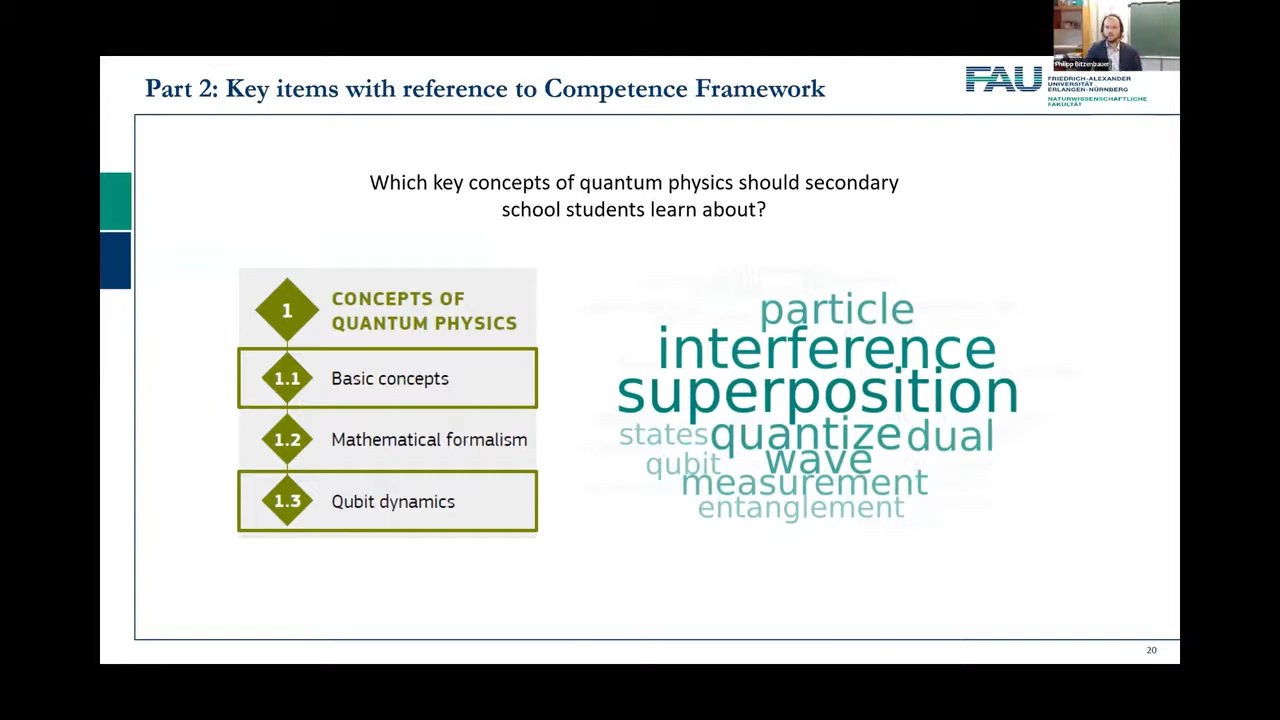 Philipp Bitzenbauer
Part 2: Key items with reference to Competence Framework
FAU
FRIEDRICH-ALEXANDER
UNIVERSITÄT
ERLANGEN-NÜRNBERG
NATURWISSENSCHAFTLICHE
FAKULTÄT
Which key concepts of quantum physics should secondary
school students learn about?
1
CONCEPTS OF
QUANTUM PHYSICS
1.1 Basic concepts
1.2 Mathematical formalism
1.3 Qubit dynamics
particle
interference
superposition
states quantize dual
qubit wave
measurement
entanglement
20